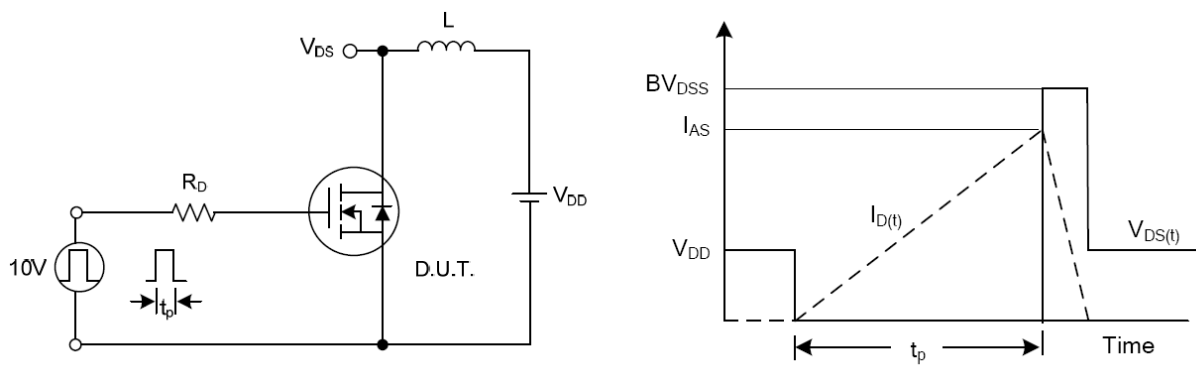 L
VDS
RD
VDD
10V
tp
D.U.T.
BVDSS
IAS
ID(t)
VDD
VDS(t)
tp
Time